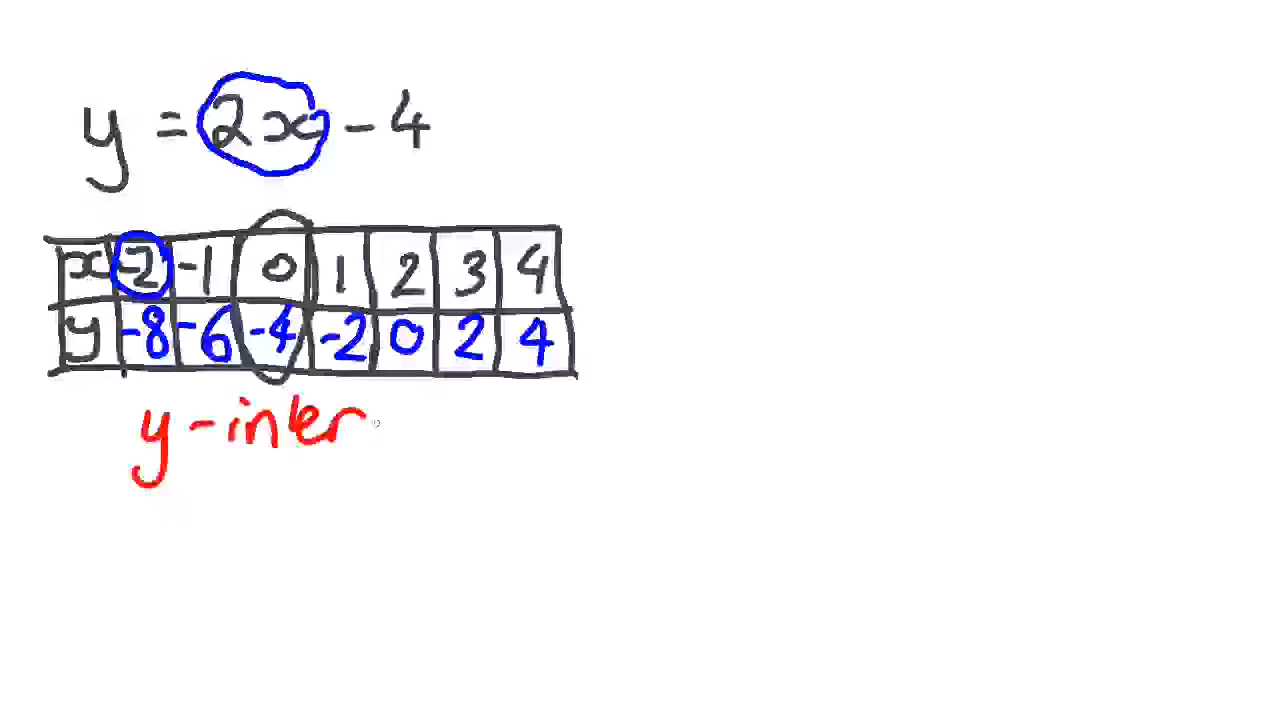 y = 2x - 4
x -2 -1 0 1 2 3 4
y -8 -6 -4 -2 0 2 4
y-inter